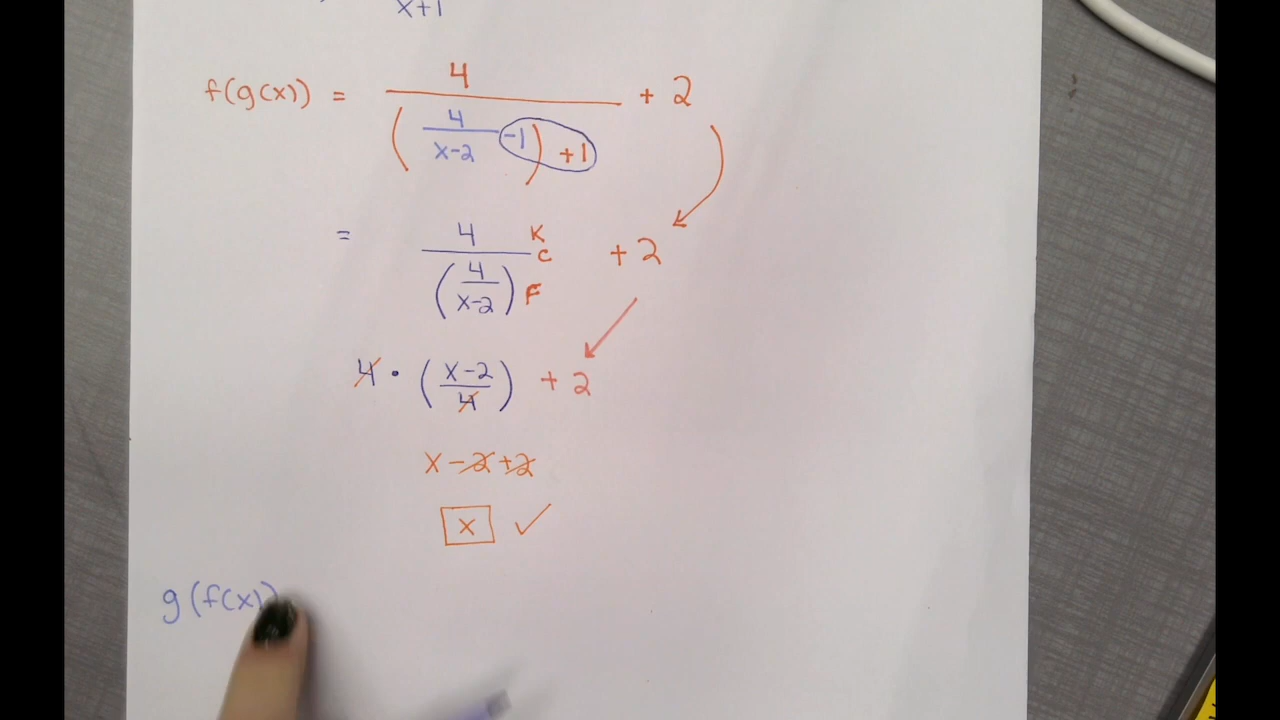 x+1
f(g(x)) = 4 / ((4 / x-2) -1) +1) + 2
= 4 / (4 / x-2) + 2
K
C
F
4 • (x-2 / 4) + 2
x -2 +2
x ✓
g(f(x))